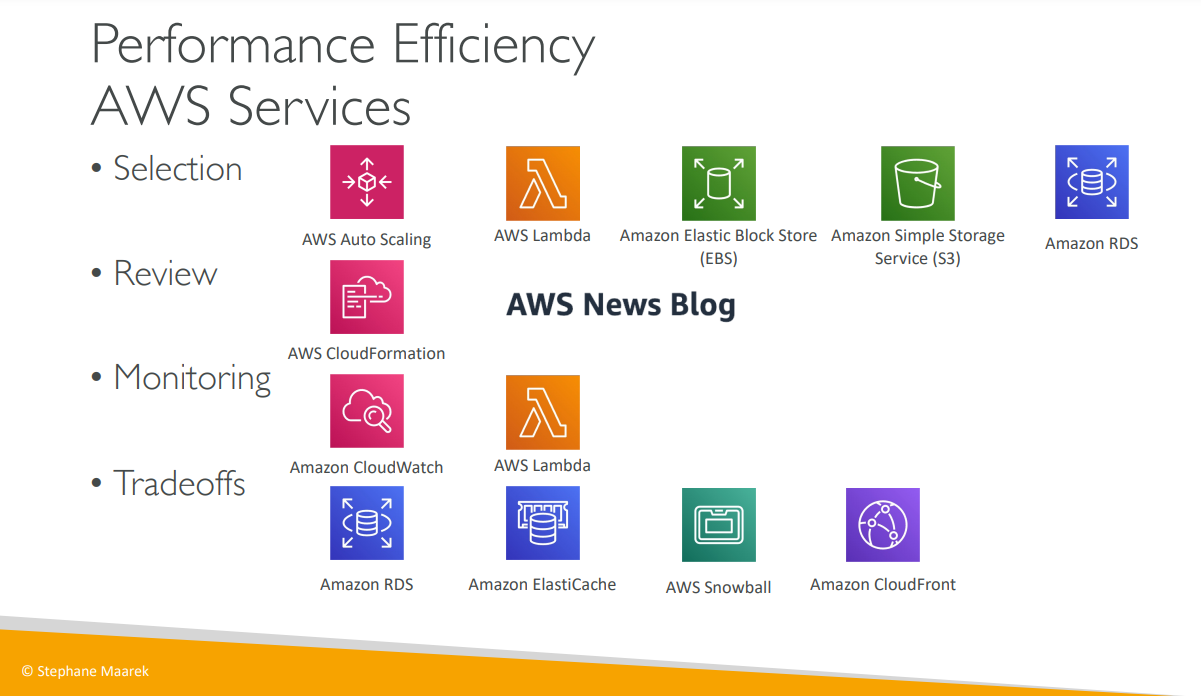 Performance Efficiency
AWS Services
• Selection
AWS Auto Scaling
AWS Lambda
Amazon Elastic Block Store
(EBS)
Amazon Simple Storage
Service (S3)
Amazon RDS
• Review
AWS CloudFormation
AWS News Blog
• Monitoring
Amazon CloudWatch
AWS Lambda
• Tradeoffs
Amazon RDS
Amazon ElastiCache
AWS Snowball
Amazon CloudFront
© Stephane Maarek